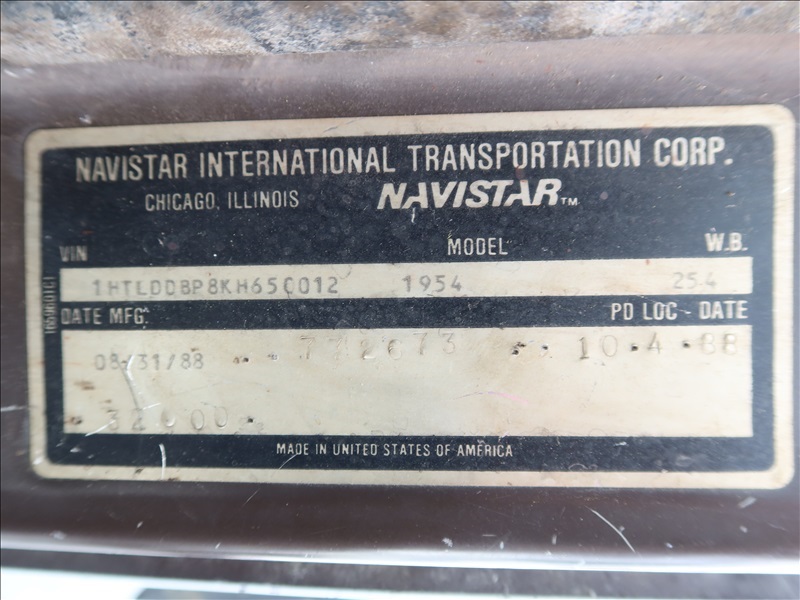 NAVISTAR INTERNATIONAL TRANSPORTATION CORP.
CHICAGO, ILLINOIS NAVISTAR™
VIN MODEL W.B.
1HTLDDBP8KH650012 1954 254
DATE MFG. PD LOC - DATE
08/31/88 10.4.88
MADE IN UNITED STATES OF AMERICA